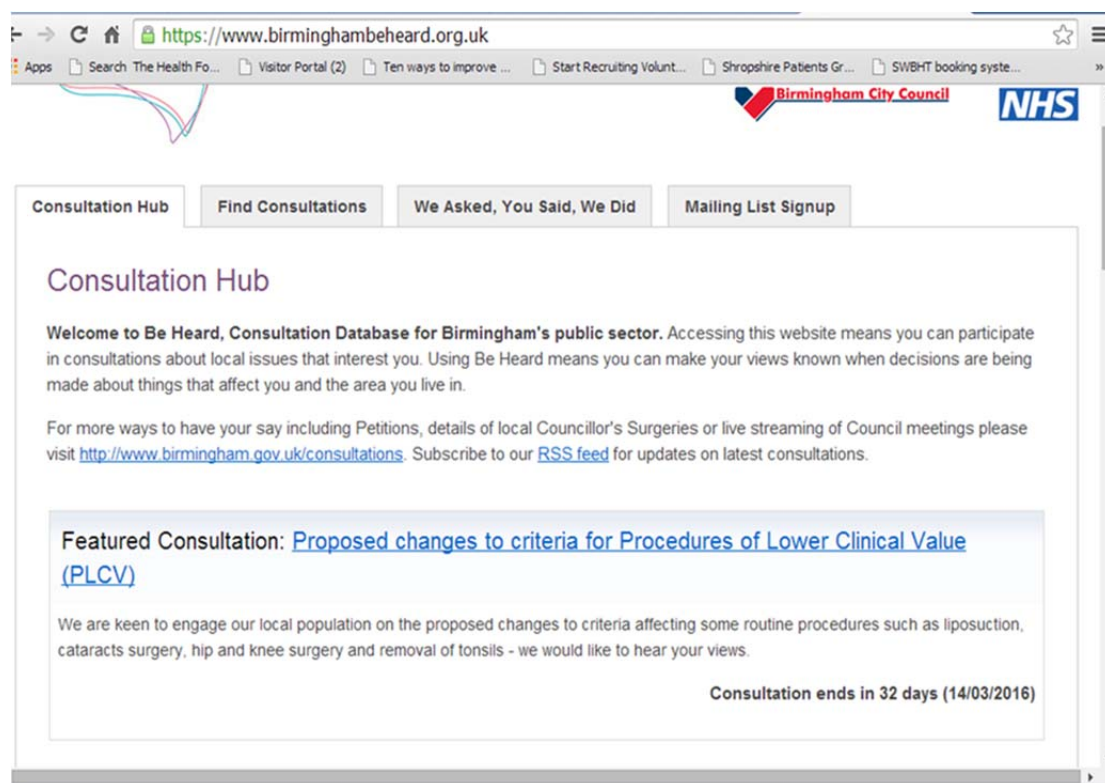 https://www.birminghambeheard.org.uk
Apps Search The Health Fo... Visitor Portal (2) Ten ways to improve ... Start Recruiting Volunt... Shropshire Patients Gr... SWBHT booking syste... »
Birmingham City Council NHS
Consultation Hub Find Consultations We Asked, You Said, We Did Mailing List Signup
Consultation Hub
Welcome to Be Heard, Consultation Database for Birmingham's public sector. Accessing this website means you can participate
in consultations about local issues that interest you. Using Be Heard means you can make your views known when decisions are being
made about things that affect you and the area you live in.
For more ways to have your say including Petitions, details of local Councillor's Surgeries or live streaming of Council meetings please
visit http://www.birmingham.gov.uk/consultations. Subscribe to our RSS feed for updates on latest consultations.
Featured Consultation: Proposed changes to criteria for Procedures of Lower Clinical Value
(PLCV)
We are keen to engage our local population on the proposed changes to criteria affecting some routine procedures such as liposuction,
cataracts surgery, hip and knee surgery and removal of tonsils - we would like to hear your views.
Consultation ends in 32 days (14/03/2016)